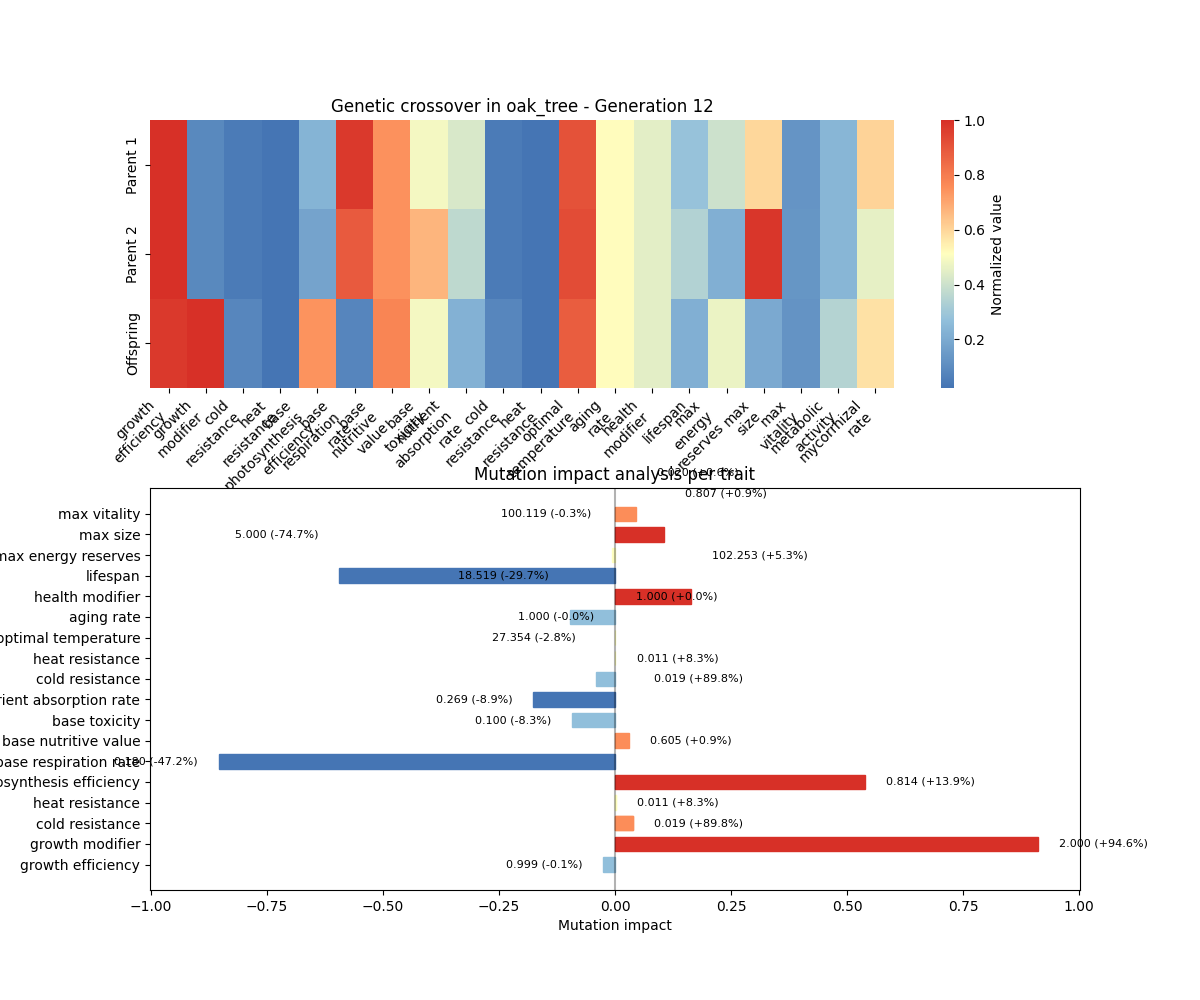 Genetic crossover in oak_tree - Generation 12
Parent 1
Parent 2
Offspring
1.0
0.8
0.6
0.4
0.2
Normalized value
growth
efficiency
growth
modifier
cold
resistance
heat
resistance
base
photosynthesis
efficiency
base
respiration
rate
base
nutritive
value
base
toxicity
nutrient
absorption
rate
cold
resistance
heat
resistance
optimal
temperature
aging
rate
health
modifier
lifespan
max
energy
reserves
max
size
max
vitality
metabolic
activity
mycorrhizal
rate
Mutation impact analysis per trait
0.020 (+0.6%)
0.807 (+0.9%)
max vitality
100.119 (-0.3%)
max size
5.000 (-74.7%)
max energy reserves
102.253 (+5.3%)
lifespan
18.519 (-29.7%)
health modifier
1.000 (+0.0%)
aging rate
1.000 (-0.0%)
optimal temperature
27.354 (-2.8%)
heat resistance
0.011 (+8.3%)
cold resistance
0.019 (+89.8%)
rient absorption rate
0.269 (-8.9%)
base toxicity
0.100 (-8.3%)
base nutritive value
0.605 (+0.9%)
base respiration rate
0.180 (-47.2%)
osynthesis efficiency
0.814 (+13.9%)
heat resistance
0.011 (+8.3%)
cold resistance
0.019 (+89.8%)
growth modifier
2.000 (+94.6%)
growth efficiency
0.999 (-0.1%)
−1.00
−0.75
−0.50
−0.25
0.00
0.25
0.50
0.75
1.00
Mutation impact